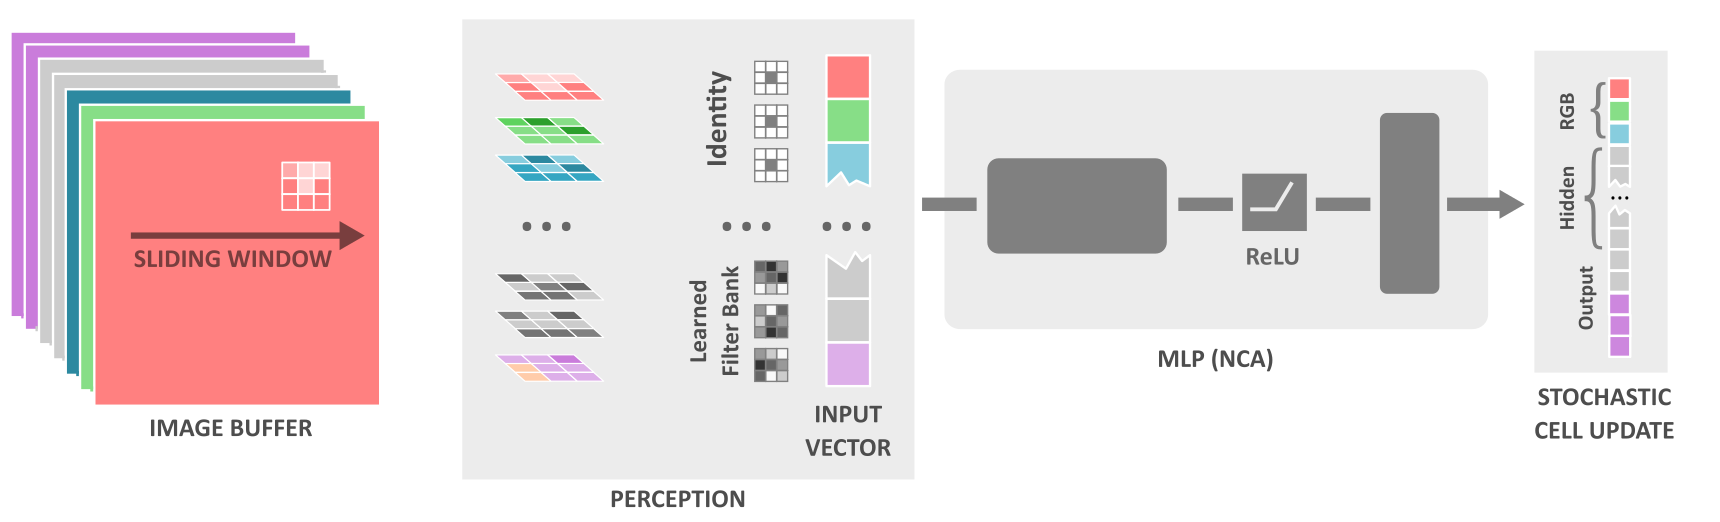 SLIDING WINDOW
IMAGE BUFFER
Identity
Learned
Filter Bank
INPUT
VECTOR
PERCEPTION
ReLU
MLP (NCA)
RGB
Hidden
Output
STOCHASTIC
CELL UPDATE